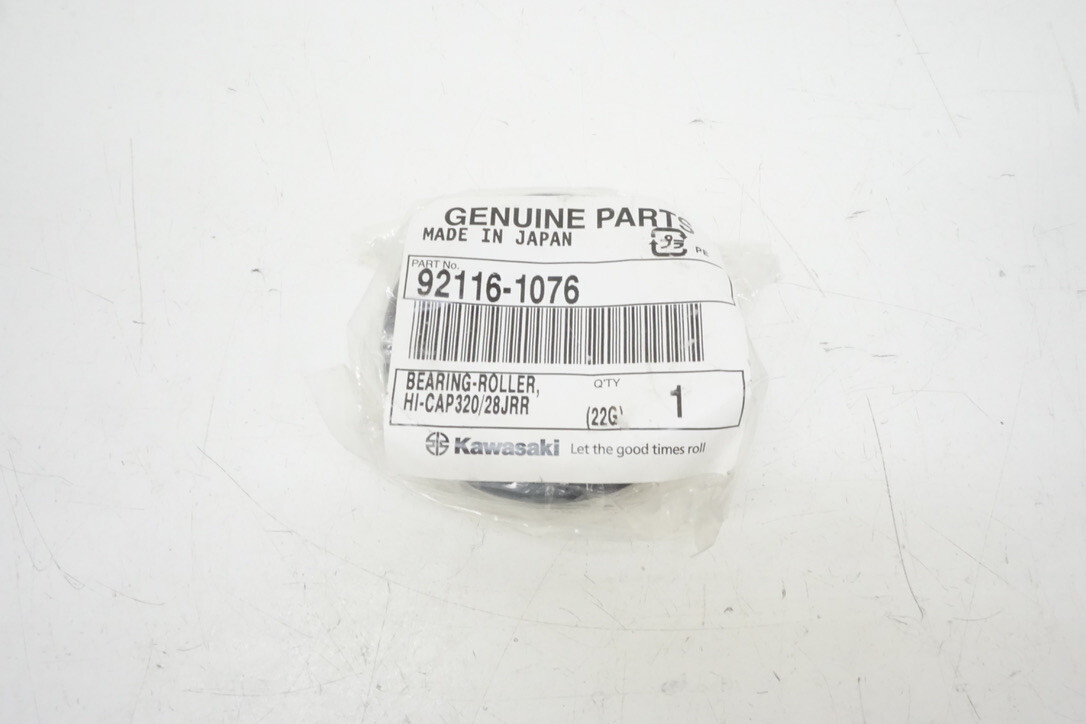 GENUINE PARTS
MADE IN JAPAN
PE
PART No.
92116-1076
BEARING-ROLLER,
HI-CAP320/28JRR
Q'TY
(22G)
1
Kawasaki Let the good times roll